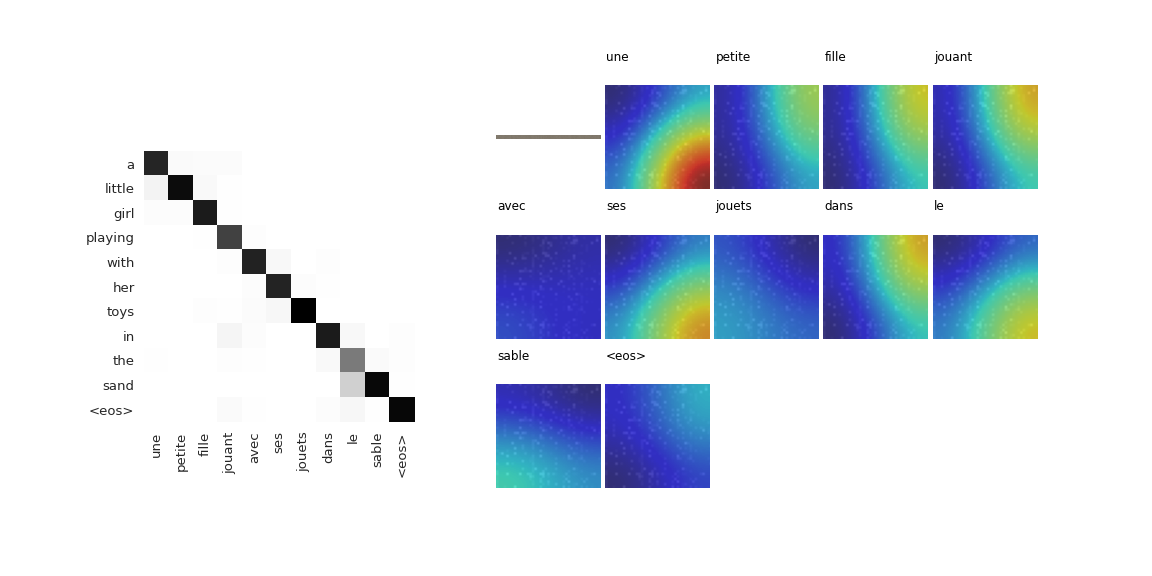 a
little
girl
playing
with
her
toys
in
the
sand
<eos>
une
petite
fille
jouant
avec
ses
jouets
dans
le
sable
<eos>
une petite fille jouant
avec ses jouets dans le
sable <eos>